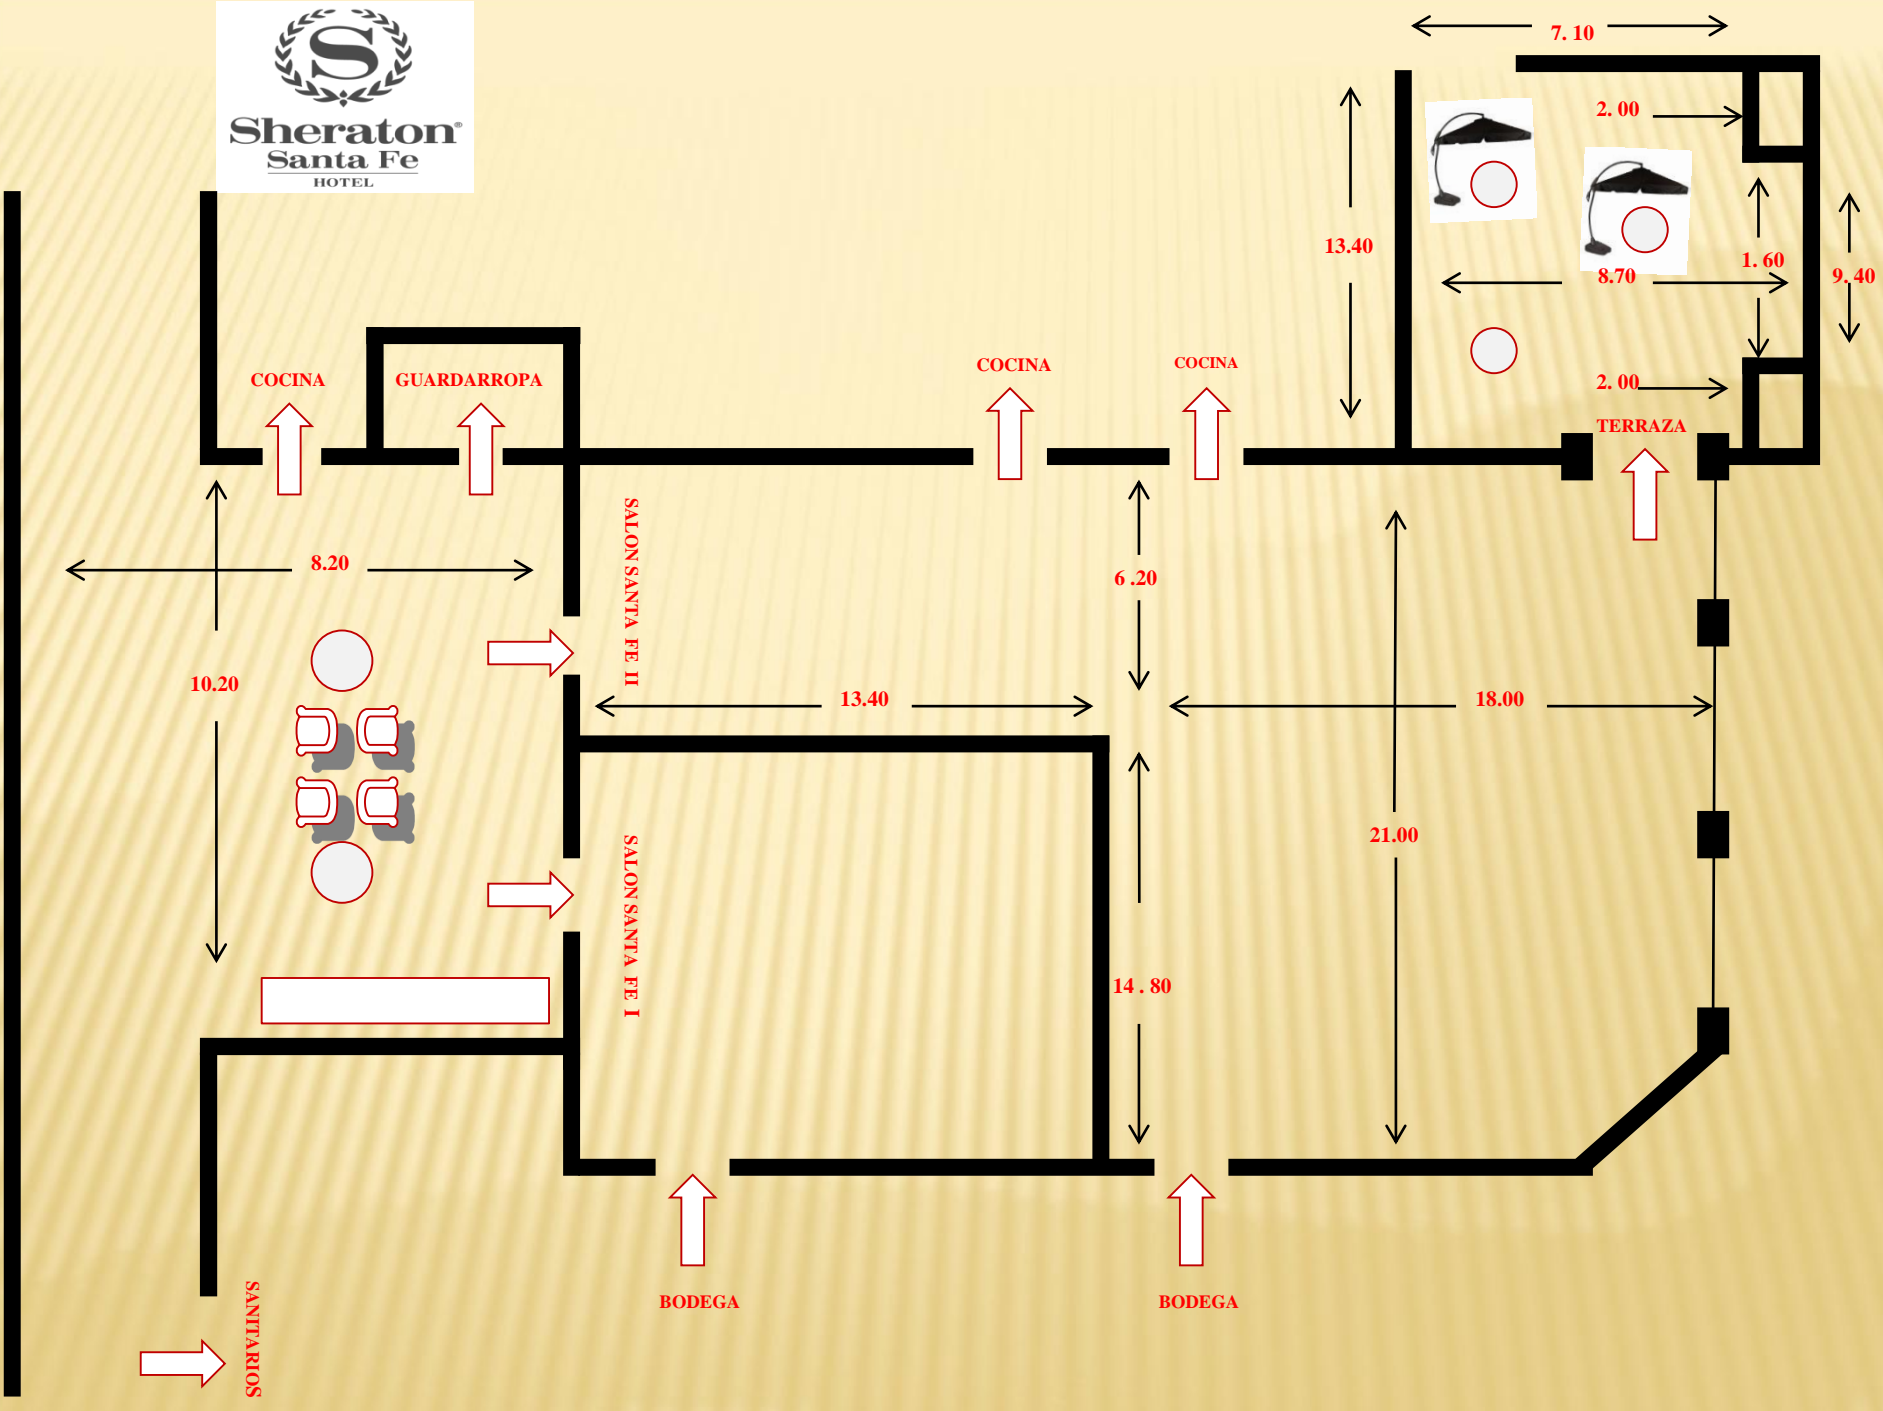 S
Sheraton®
Santa Fe
HOTEL
7. 10
2. 00
13.40
1. 60
8.70
9. 40
2. 00
TERRAZA
COCINA
GUARDARROPA
COCINA
COCINA
8.20
10.20
SALON SANTA FE II
6 .20
13.40
18.00
21.00
SALON SANTA FE I
14 . 80
BODEGA
BODEGA
SANITARIOS